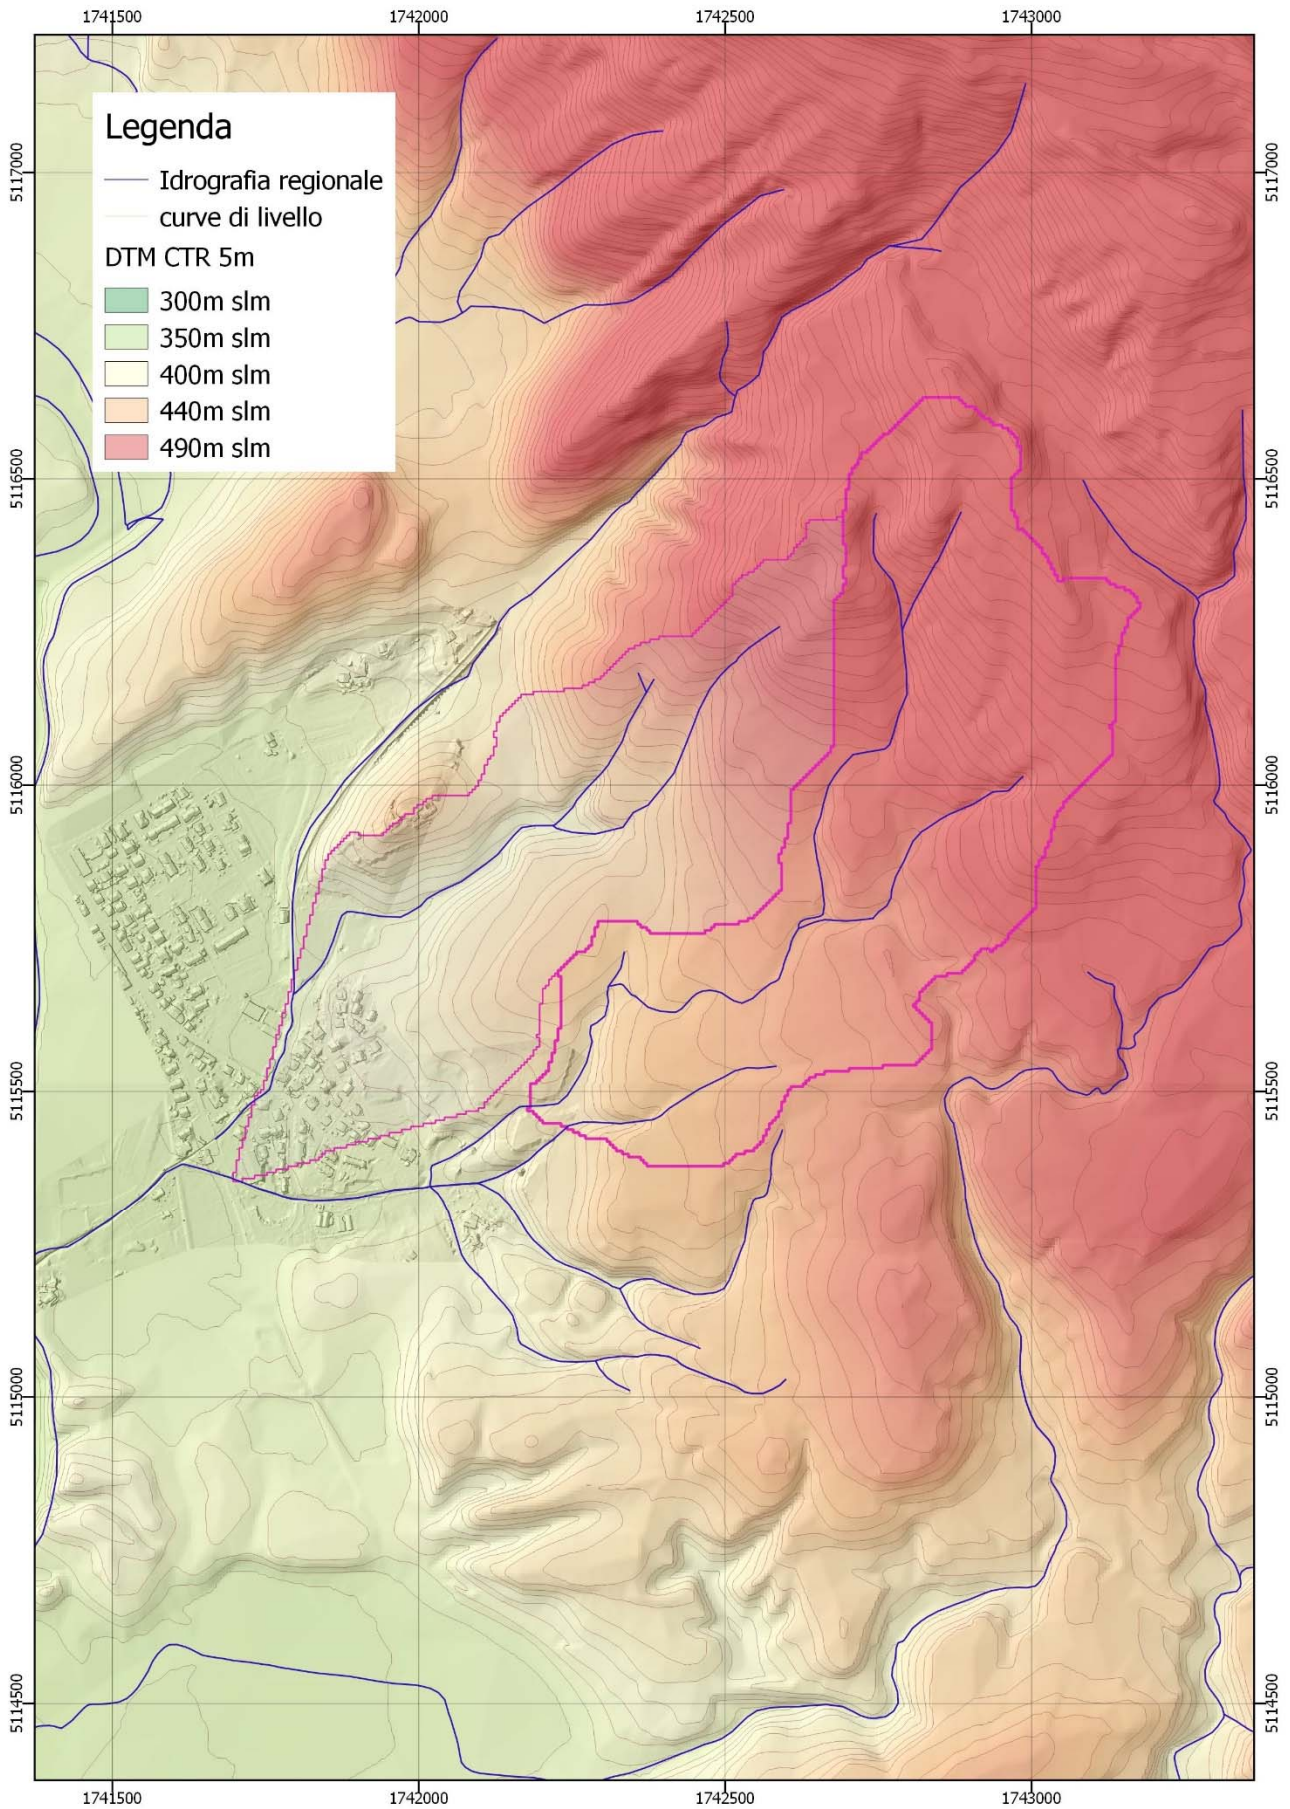 1741500 1742000 1742500 1743000
Legenda
Idrografia regionale
curve di livello
DTM CTR 5m
300m slm
350m slm
400m slm
440m slm
490m slm
5117000 5117000
5116500 5116500
5116000 5116000
5115500 5115500
5115000 5115000
5114500 5114500
1741500 1742000 1742500 1743000